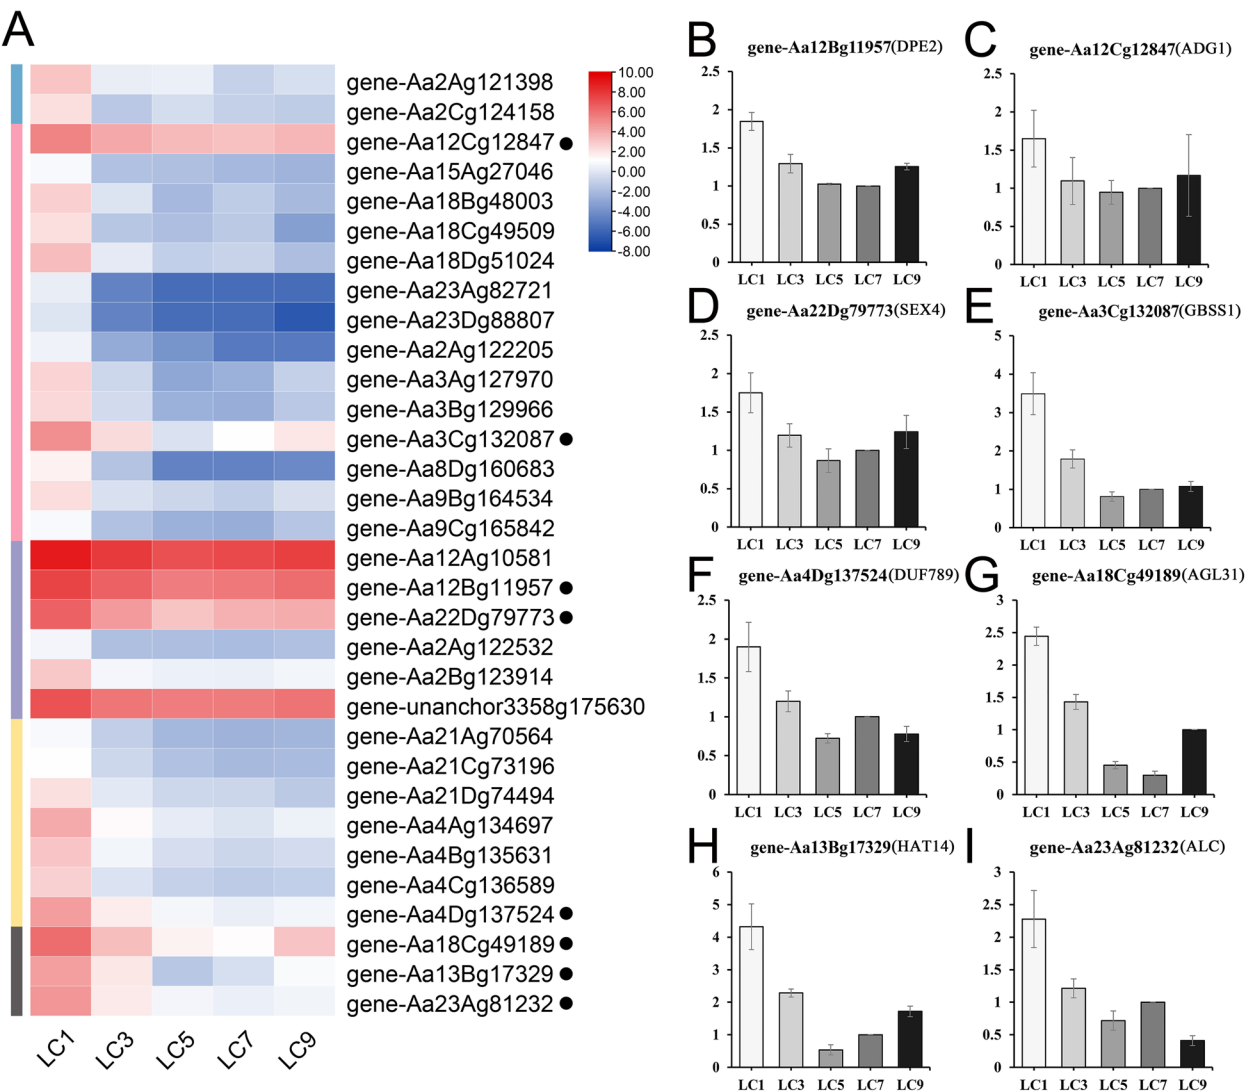 A
gene-Aa2Ag121398
gene-Aa2Cg124158
gene-Aa12Cg12847
gene-Aa15Ag27046
gene-Aa18Bg48003
gene-Aa18Cg49509
gene-Aa18Dg51024
gene-Aa23Ag82721
gene-Aa23Dg88807
gene-Aa2Ag122205
gene-Aa3Ag127970
gene-Aa3Bg129966
gene-Aa3Cg132087
gene-Aa8Dg160683
gene-Aa9Bg164534
gene-Aa9Cg165842
gene-Aa12Ag10581
gene-Aa12Bg11957
gene-Aa22Dg79773
gene-Aa2Ag122532
gene-Aa2Bg123914
gene-unanchor3358g175630
gene-Aa21Ag70564
gene-Aa21Cg73196
gene-Aa21Dg74494
gene-Aa4Ag134697
gene-Aa4Bg135631
gene-Aa4Cg136589
gene-Aa4Dg137524
gene-Aa18Cg49189
gene-Aa13Bg17329
gene-Aa23Ag81232
LC1 LC3 LC5 LC7 LC9
10.00
8.00
6.00
4.00
2.00
0.00
-2.00
-4.00
-6.00
-8.00
B
gene-Aa12Bg11957(DPE2)
2.5
2
1.5
1
0.5
0
LC1 LC3 LC5 LC7 LC9
C
gene-Aa12Cg12847(ADG1)
2.5
2
1.5
1
0.5
0
LC1 LC3 LC5 LC7 LC9
D
gene-Aa22Dg79773(SEX4)
2.5
2
1.5
1
0.5
0
LC1 LC3 LC5 LC7 LC9
E
gene-Aa3Cg132087(GBSS1)
5
4
3
2
1
0
LC1 LC3 LC5 LC7 LC9
F
gene-Aa4Dg137524(DUF789)
2.5
2
1.5
1
0.5
0
LC1 LC3 LC5 LC7 LC9
G
gene-Aa18Cg49189(AGL31)
3
2.5
2
1.5
1
0.5
0
LC1 LC3 LC5 LC7 LC9
H
gene-Aa13Bg17329(HAT14)
6
5
4
3
2
1
0
LC1 LC3 LC5 LC7 LC9
I
gene-Aa23Ag81232(ALC)
3
2.5
2
1.5
1
0.5
0
LC1 LC3 LC5 LC7 LC9